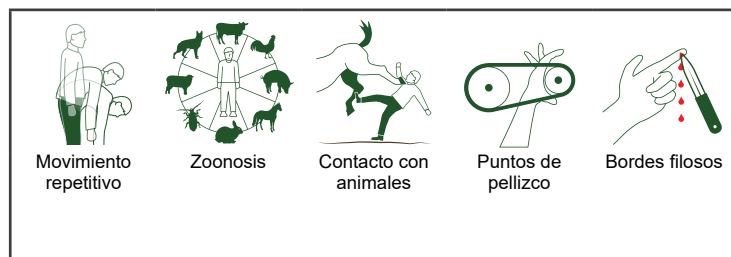 Movimiento
repetitivo
Zoonosis
Contacto con
animales
Puntos de
pellizco
Bordes filosos